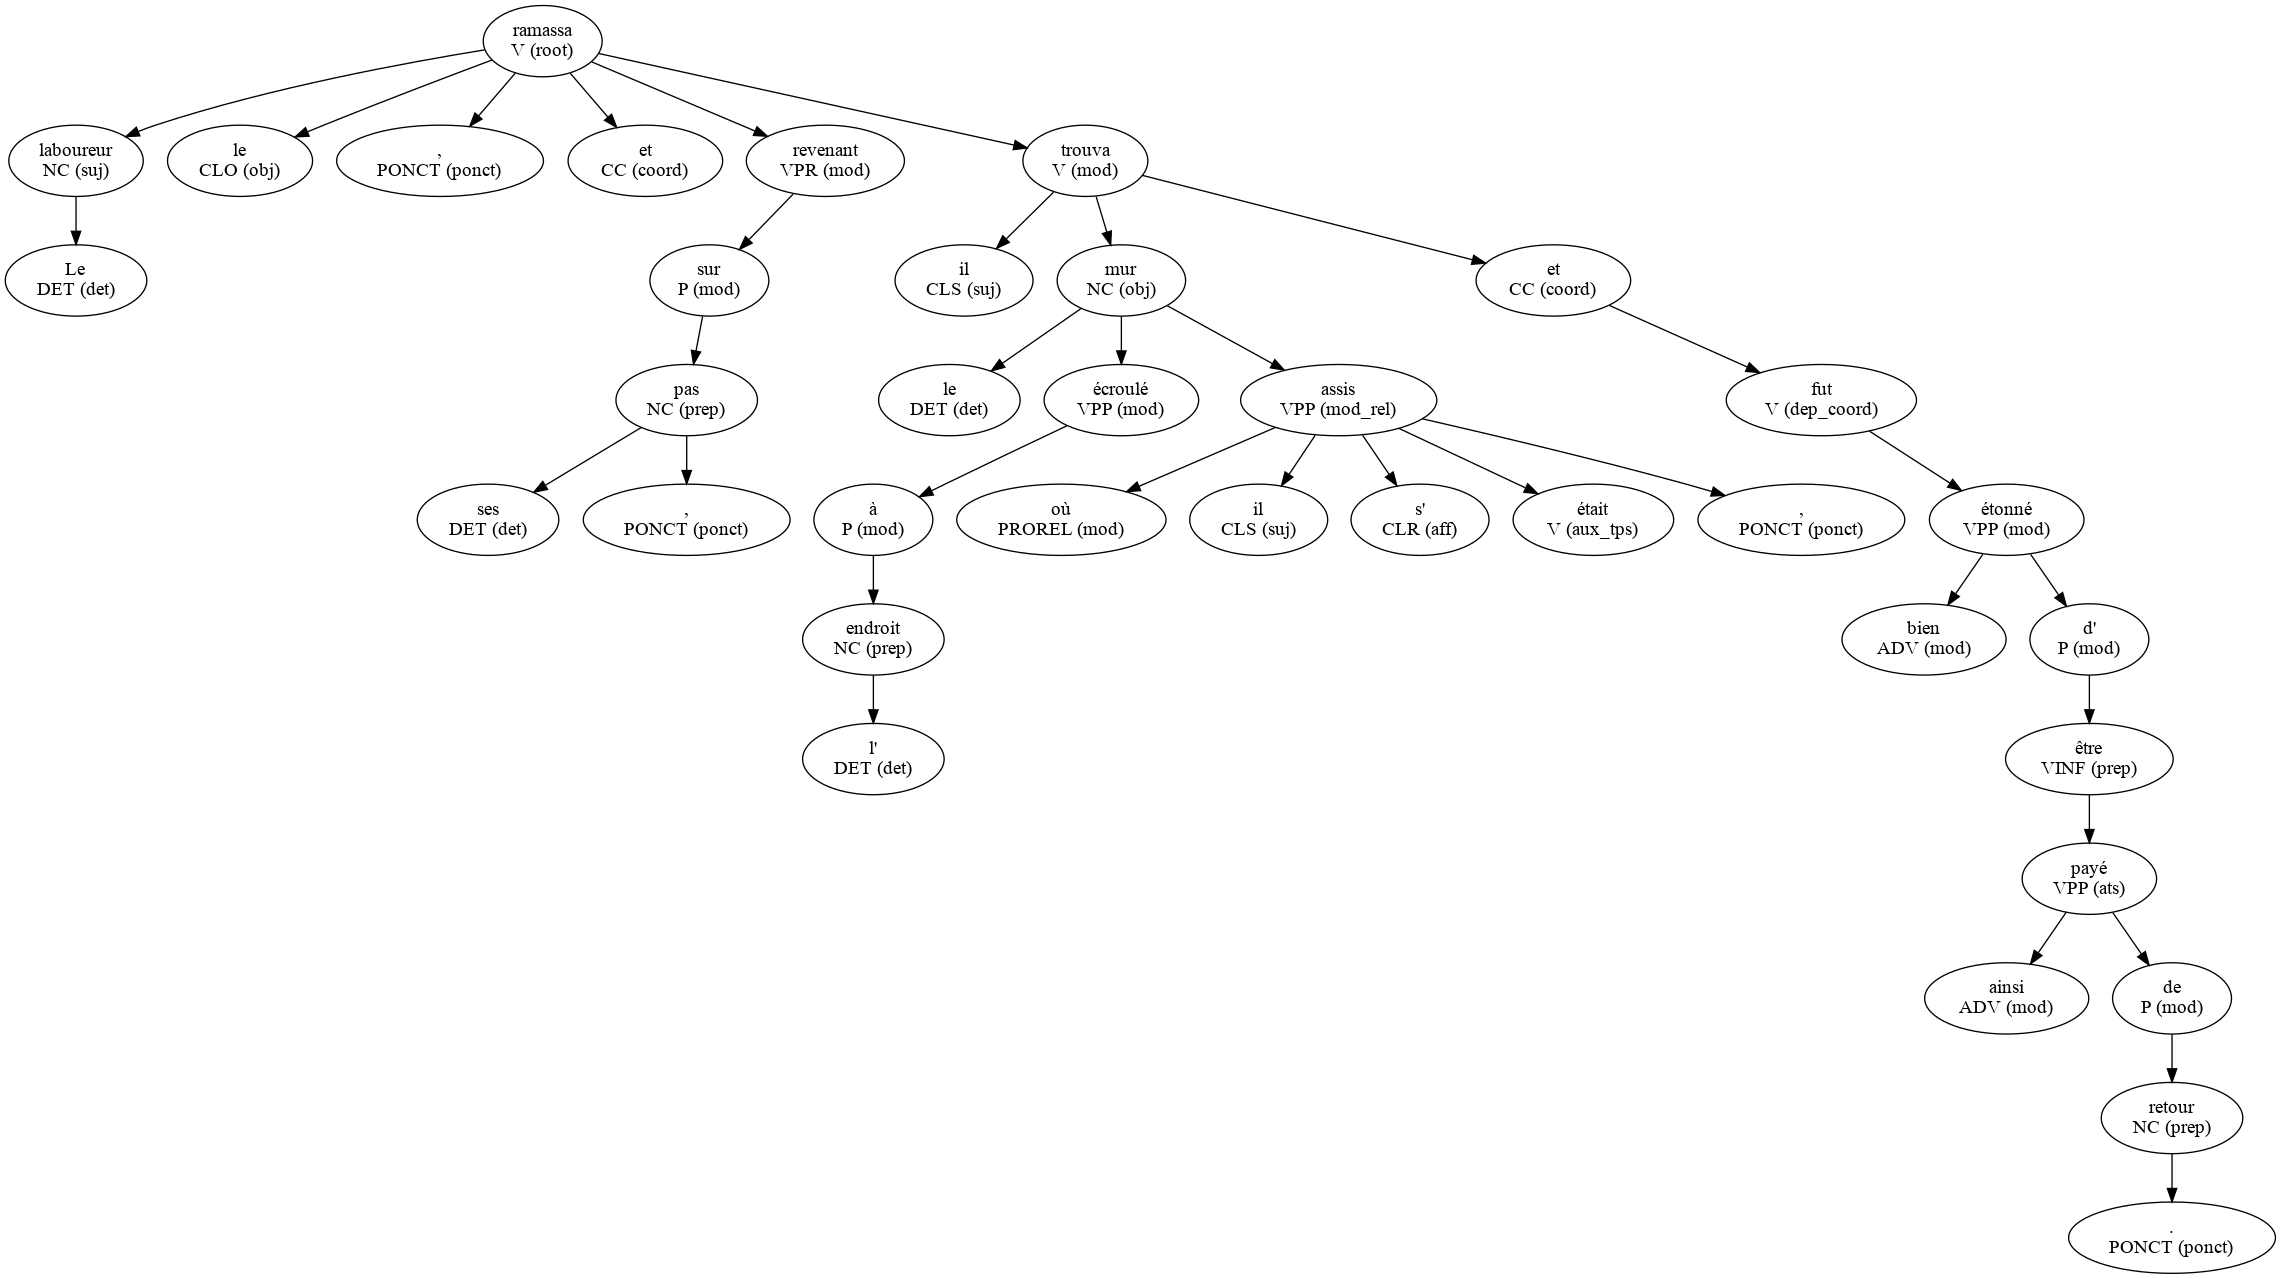 ramassa
V (root)
laboureur
NC (suj)
le
CLO (obj)
,
PONCT (ponct)
et
CC (coord)
revenant
VPR (mod)
trouva
V (mod)
Le
DET (det)
sur
P (mod)
il
CLS (suj)
mur
NC (obj)
et
CC (coord)
pas
NC (prep)
le
DET (det)
écroulé
VPP (mod)
assis
VPP (mod_rel)
fut
V (dep_coord)
ses
DET (det)
,
PONCT (ponct)
à
P (mod)
où
PROREL (mod)
il
CLS (suj)
s'
CLR (aff)
était
V (aux_tps)
,
PONCT (ponct)
étonné
VPP (mod)
endroit
NC (prep)
bien
ADV (mod)
d'
P (mod)
l'
DET (det)
être
VINF (prep)
payé
VPP (ats)
ainsi
ADV (mod)
de
P (mod)
retour
NC (prep)
.
PONCT (ponct)